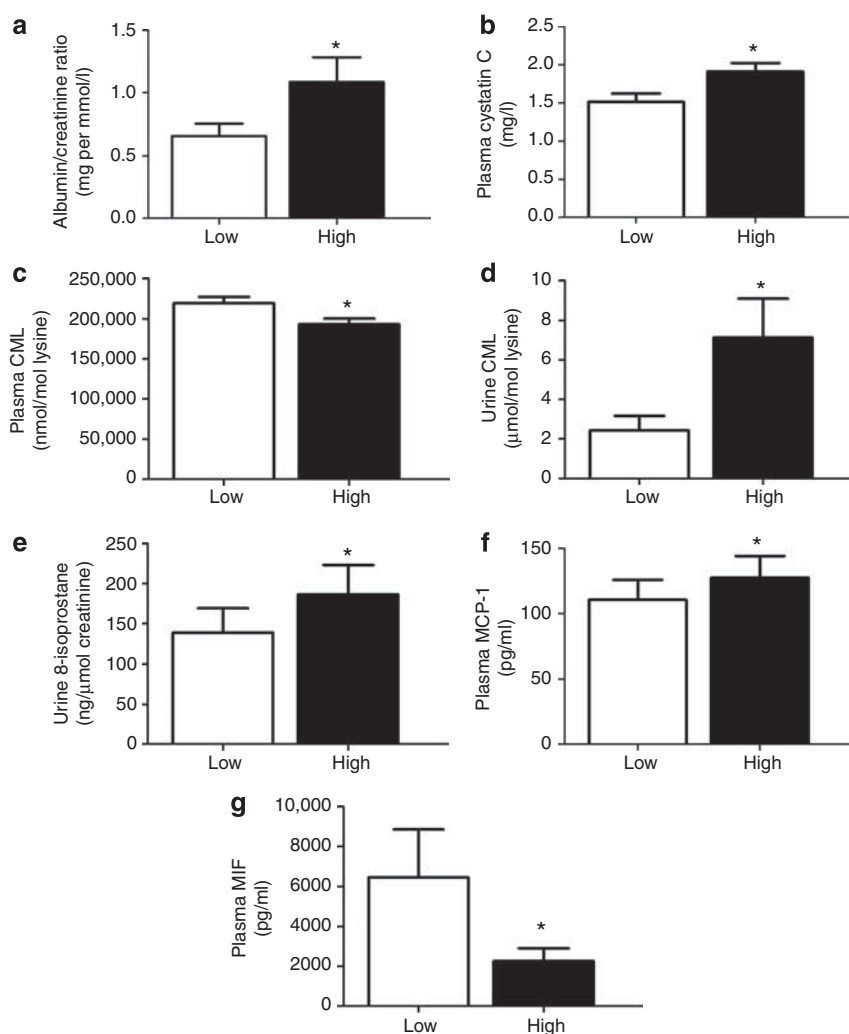 a
Albumin/creatinine ratio
(mg per mmol/l)
1.5
1.0
0.5
0.0
*
Low
High
b
Plasma cystatin C
(mg/l)
2.5
2.0
1.5
1.0
0.5
0.0
*
Low
High
c
Plasma CML
(nmol/mol lysine)
250,000
200,000
150,000
100,000
50,000
0
*
Low
High
d
Urine CML
(μmol/mol lysine)
10
8
6
4
2
0
*
Low
High
e
Urine 8-isoprostane
(ng/μmol creatinine)
250
200
150
100
50
0
*
Low
High
f
Plasma MCP-1
(pg/ml)
150
100
50
0
*
Low
High
g
Plasma MIF
(pg/ml)
10,000
8000
6000
4000
2000
0
*
Low
High